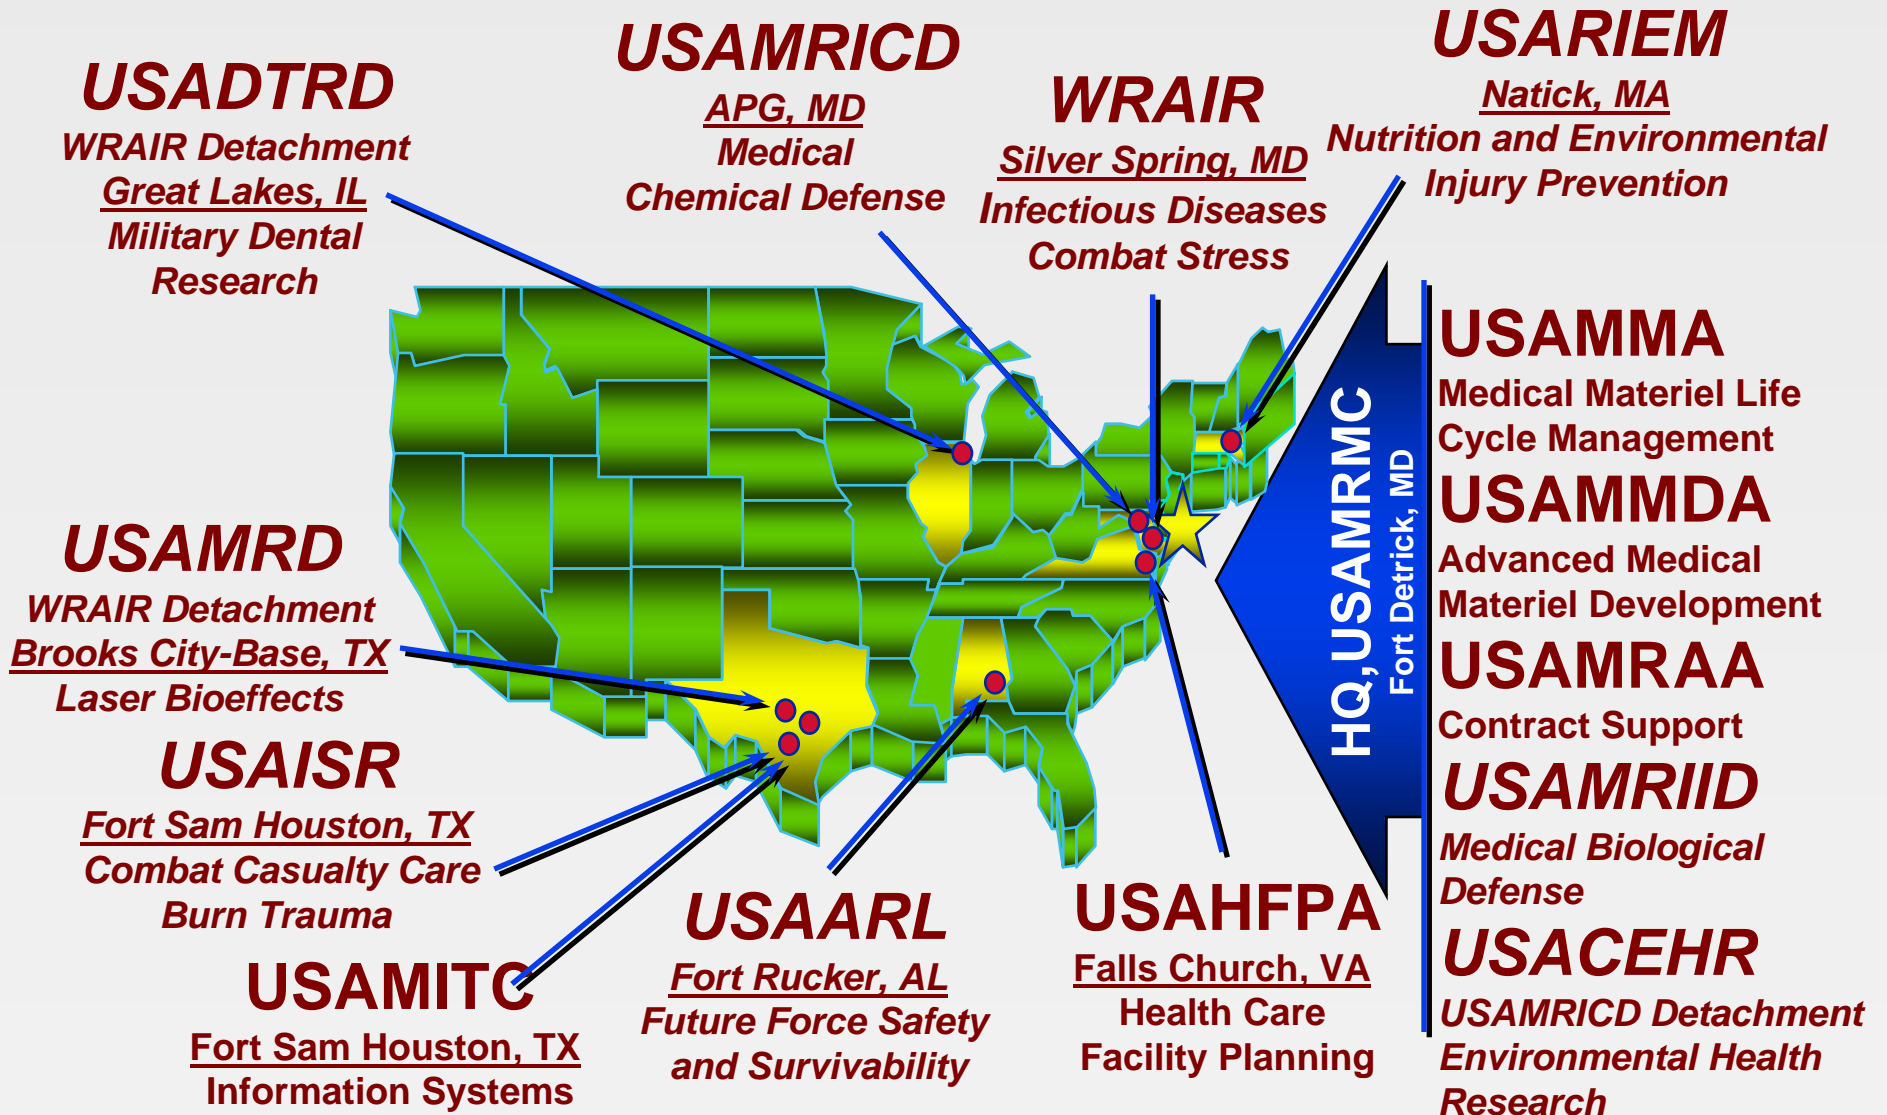 USADTRD
WRAIR Detachment
Great Lakes, IL
Military Dental
Research
USAMRICD
APG, MD
Medical
Chemical Defense
WRAIR
Silver Spring, MD
Infectious Diseases
Combat Stress
USARIEM
Natick, MA
Nutrition and Environmental
Injury Prevention
USAMRD
WRAIR Detachment
Brooks City-Base, TX
Laser Bioeffects
USAISR
Fort Sam Houston, TX
Combat Casualty Care
Burn Trauma
USAMITC
Fort Sam Houston, TX
Information Systems
USAARL
Fort Rucker, AL
Future Force Safety
and Survivability
USAHFPA
Falls Church, VA
Health Care
Facility Planning
HQ,USAMRMC
Fort Detrick, MD
USAMMA
Medical Materiel Life
Cycle Management
USAMMDA
Advanced Medical
Materiel Development
USAMRAA
Contract Support
USAMRIID
Medical Biological
Defense
USACEHR
USAMRICD Detachment
Environmental Health
Research